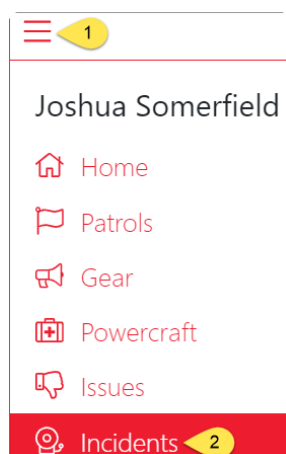 1
Joshua Somerfield
Home
Patrols
Gear
Powercraft
Issues
Incidents 2